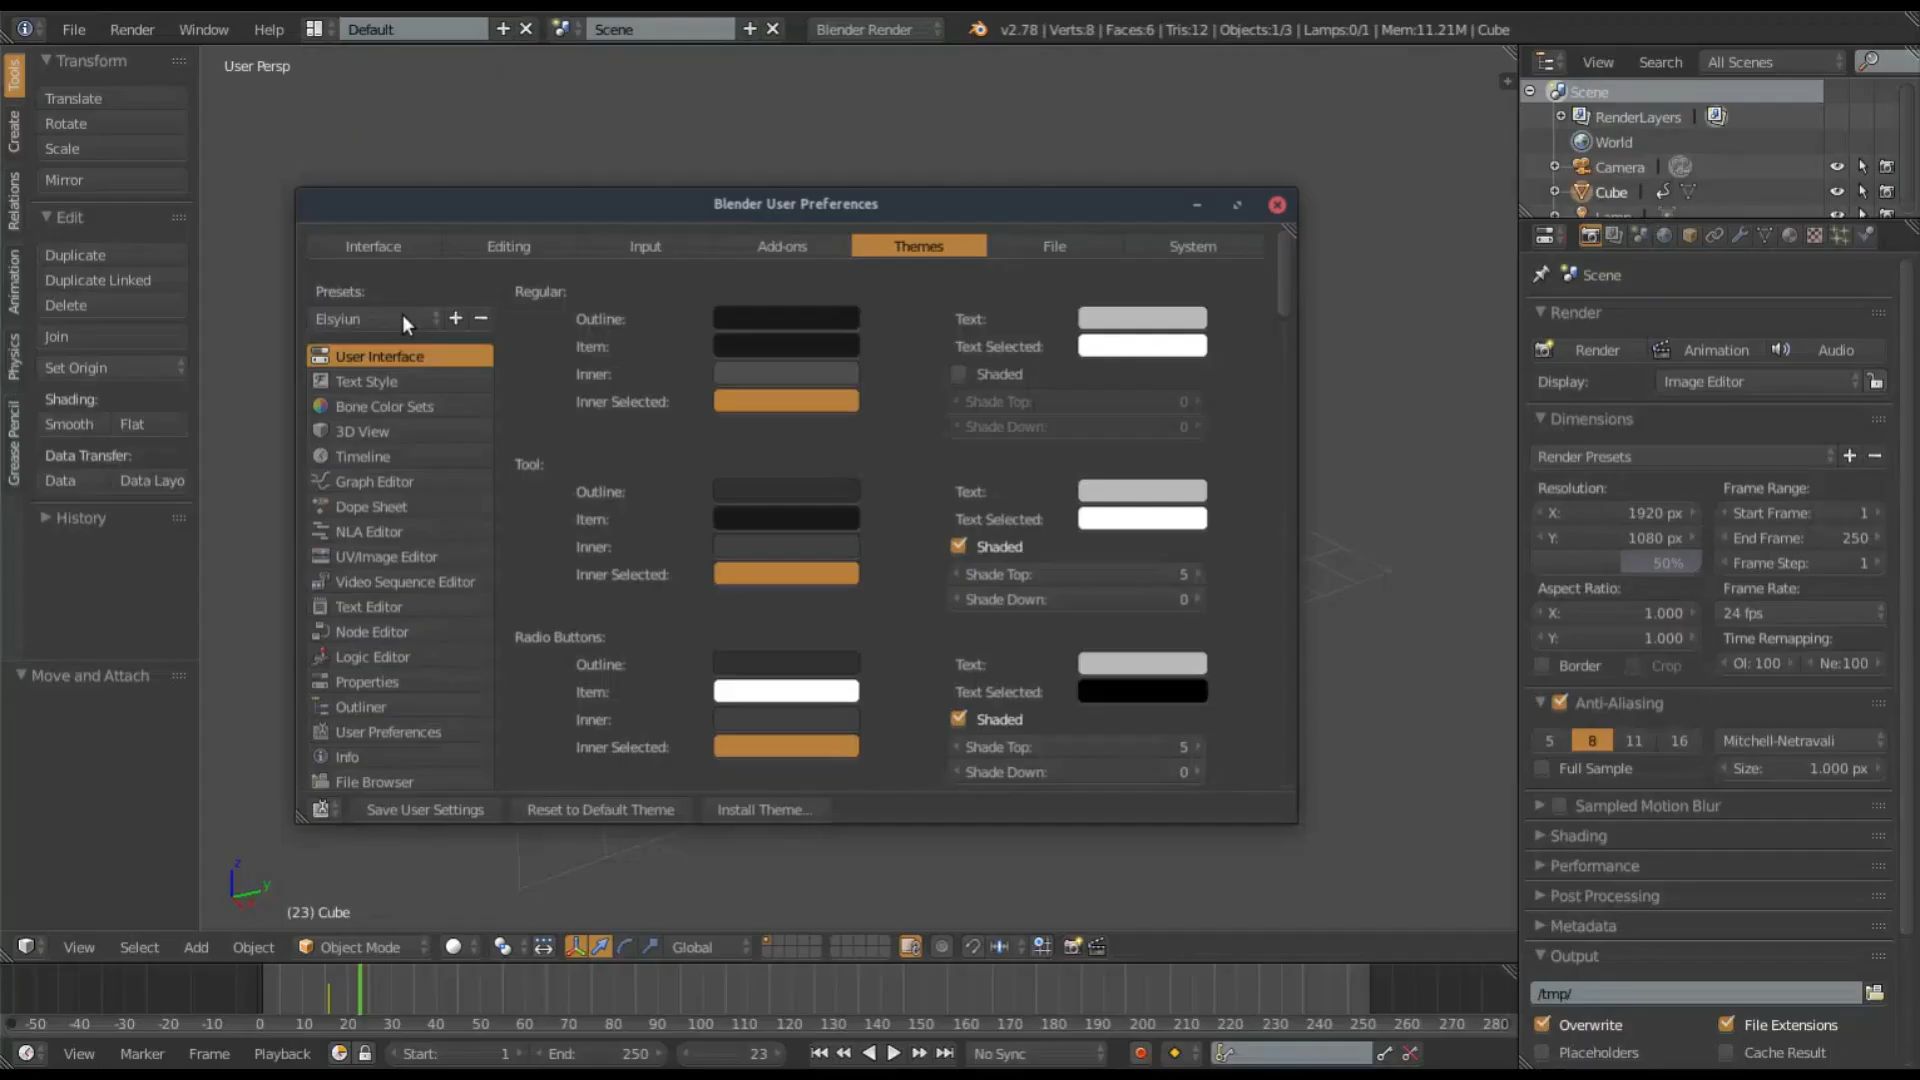 File Render Window Help Default Scene Blender Render v2.78 | Verts:8 | Faces:6 | Tris:12 | Objects:1/3 | Lamps:0/1 | Mem:11.21M | Cube
Tools
Create
Relations
Animation
Physics
Grease Pencil
Transform
Translate
Rotate
Scale
Mirror
Edit
Duplicate
Duplicate Linked
Delete
Join
Set Origin
Shading:
Smooth Flat
Data Transfer:
Data Data Layo
History
Move and Attach
User Persp
Blender User Preferences
Interface Editing Input Add-ons Themes File System
Presets:
Elsyiun
User Interface
Text Style
Bone Color Sets
3D View
Timeline
Graph Editor
Dope Sheet
NLA Editor
UV/Image Editor
Video Sequence Editor
Text Editor
Node Editor
Logic Editor
Properties
Outliner
User Preferences
Info
File Browser
Regular:
Outline: Text:
Item: Text Selected:
Inner: Shaded
Inner Selected: Shade Top: 0
Shade Down: 0
Tool:
Outline: Text:
Item: Text Selected:
Inner: Shaded
Inner Selected: Shade Top: 5
Shade Down: 0
Radio Buttons:
Outline: Text:
Item: Text Selected:
Inner: Shaded
Inner Selected: Shade Top: 5
Shade Down: 0
Save User Settings Reset to Default Theme Install Theme...
z
y
(23) Cube
View Select Add Object Object Mode Global
-50 -40 -30 -20 -10 0 10 20 30 40 50 60 70 80 90 100 110 120 130 140 150 160 170 180 190 200 210 220 230 240 250 260 270 280
View Marker Frame Playback Start: 1 End: 250 23 No Sync
View Search All Scenes
Scene
RenderLayers
World
Camera
Cube
Scene
Render
Render Animation Audio
Display: Image Editor
Dimensions
Render Presets
Resolution: Frame Range:
X: 1920 px Start Frame: 1
Y: 1080 px End Frame: 250
50% Frame Step: 1
Aspect Ratio: Frame Rate:
X: 1.000 24 fps
Y: 1.000 Time Remapping:
Border Crop Ol: 100 Ne:100
Anti-Aliasing
5 8 11 16 Mitchell-Netravali
Full Sample Size: 1.000 px
Sampled Motion Blur
Shading
Performance
Post Processing
Metadata
Output
/tmp/
Overwrite File Extensions
Placeholders Cache Result